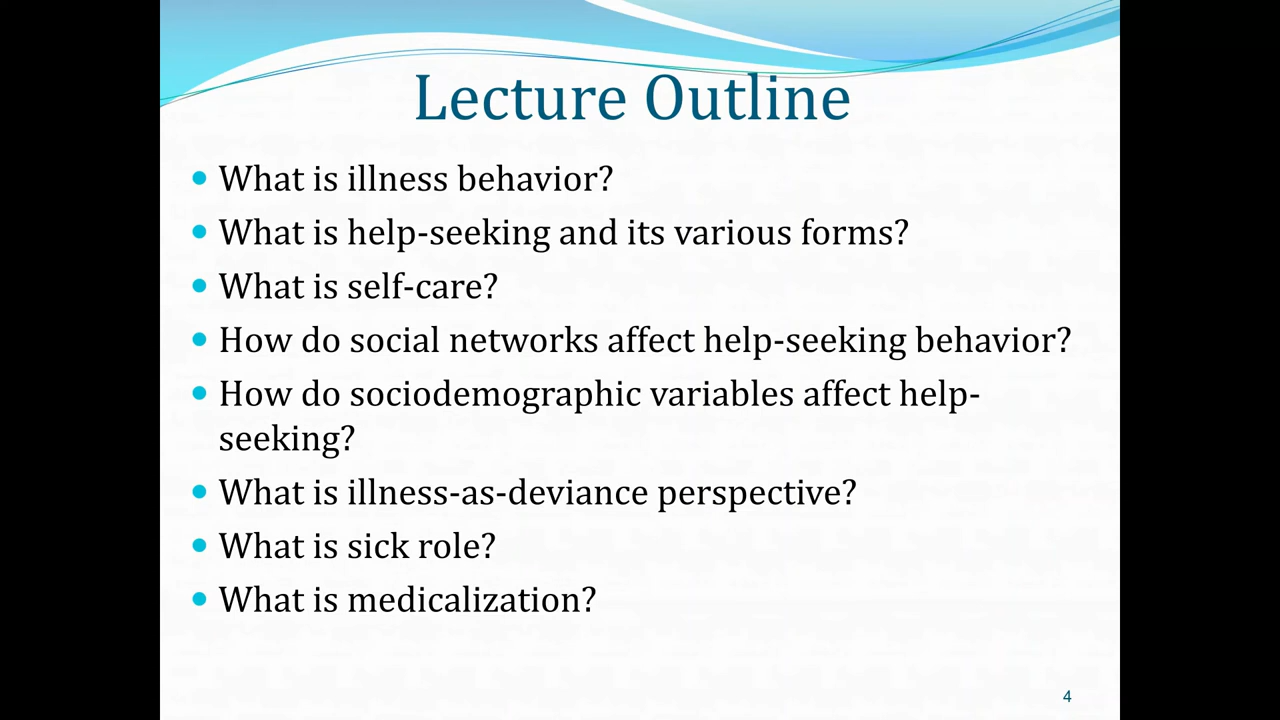 Lecture Outline
• What is illness behavior?
• What is help-seeking and its various forms?
• What is self-care?
• How do social networks affect help-seeking behavior?
• How do sociodemographic variables affect help-
seeking?
• What is illness-as-deviance perspective?
• What is sick role?
• What is medicalization?
4